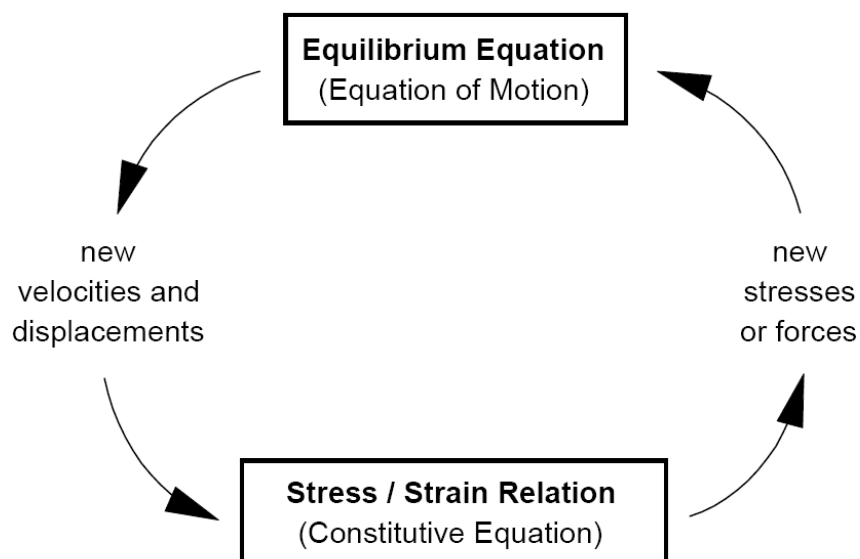 Equilibrium Equation
(Equation of Motion)
new
velocities and
displacements
new
stresses
or forces
Stress / Strain Relation
(Constitutive Equation)